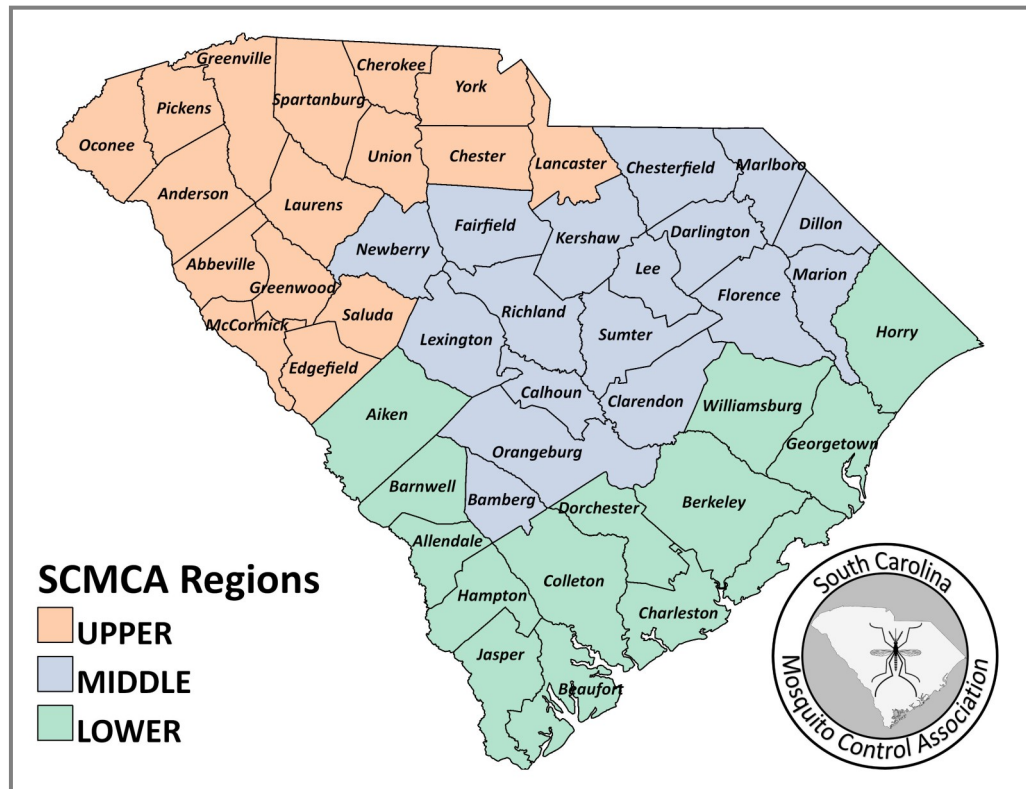 Greenville
Cherokee
Pickens
Spartanburg
York
Oconee
Union
Chester
Lancaster
Chesterfield
Marlboro
Anderson
Laurens
Fairfield
Kershaw
Darlington
Dillon
Newberry
Abbeville
Lee
Marion
Greenwood
Richland
Florence
McCormick
Saluda
Lexington
Sumter
Horry
Edgefield
Calhoun
Clarendon
Williamsburg
Aiken
Georgetown
Orangeburg
Barnwell
Bamberg
Dorchester
Berkeley
Allendale
Colleton
Hampton
Charleston
Jasper
Beaufort
SCMCA Regions
UPPER
MIDDLE
LOWER
South Carolina
Mosquito Control Association